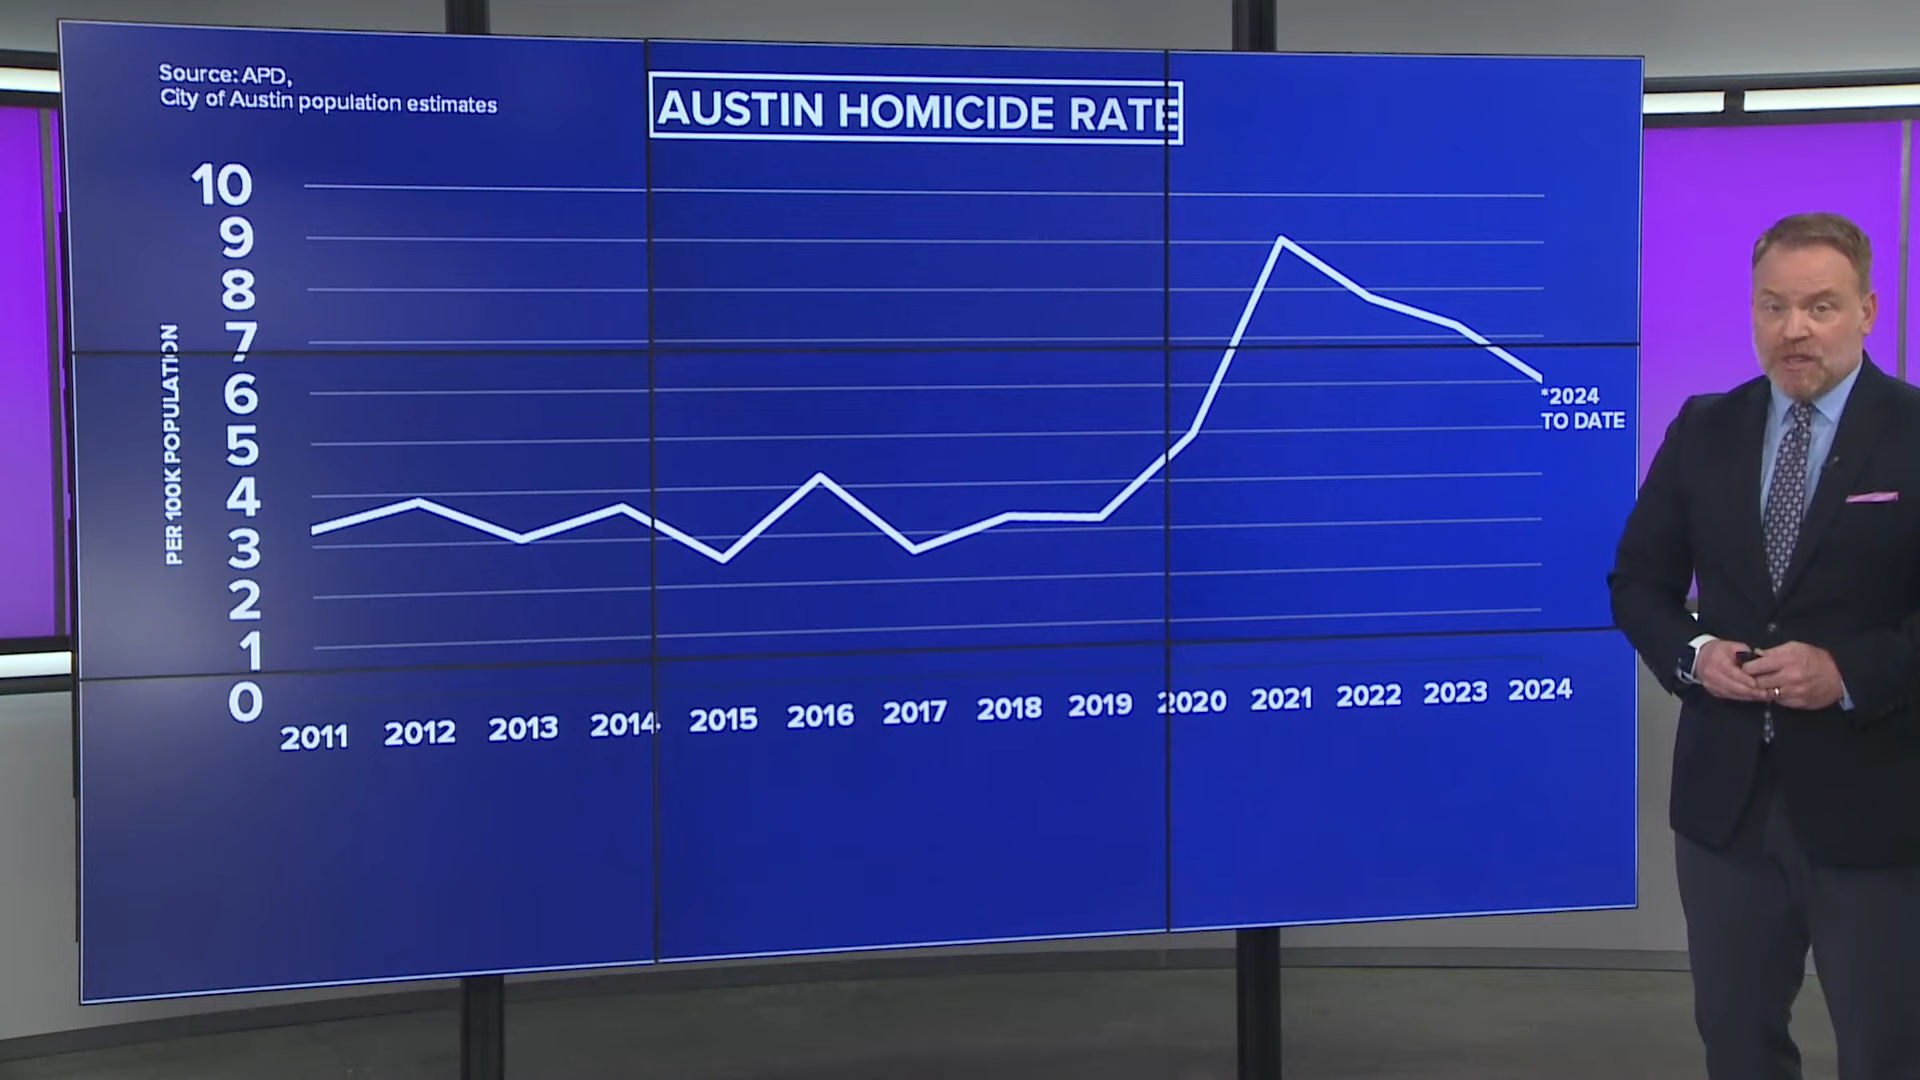 Source: APD,
City of Austin population estimates
AUSTIN HOMICIDE RATE
PER 100K POPULATION
10
9
8
7
6
5
4
3
2
1
0
*2024
TO DATE
2011 2012 2013 2014 2015 2016 2017 2018 2019 2020 2021 2022 2023 2024